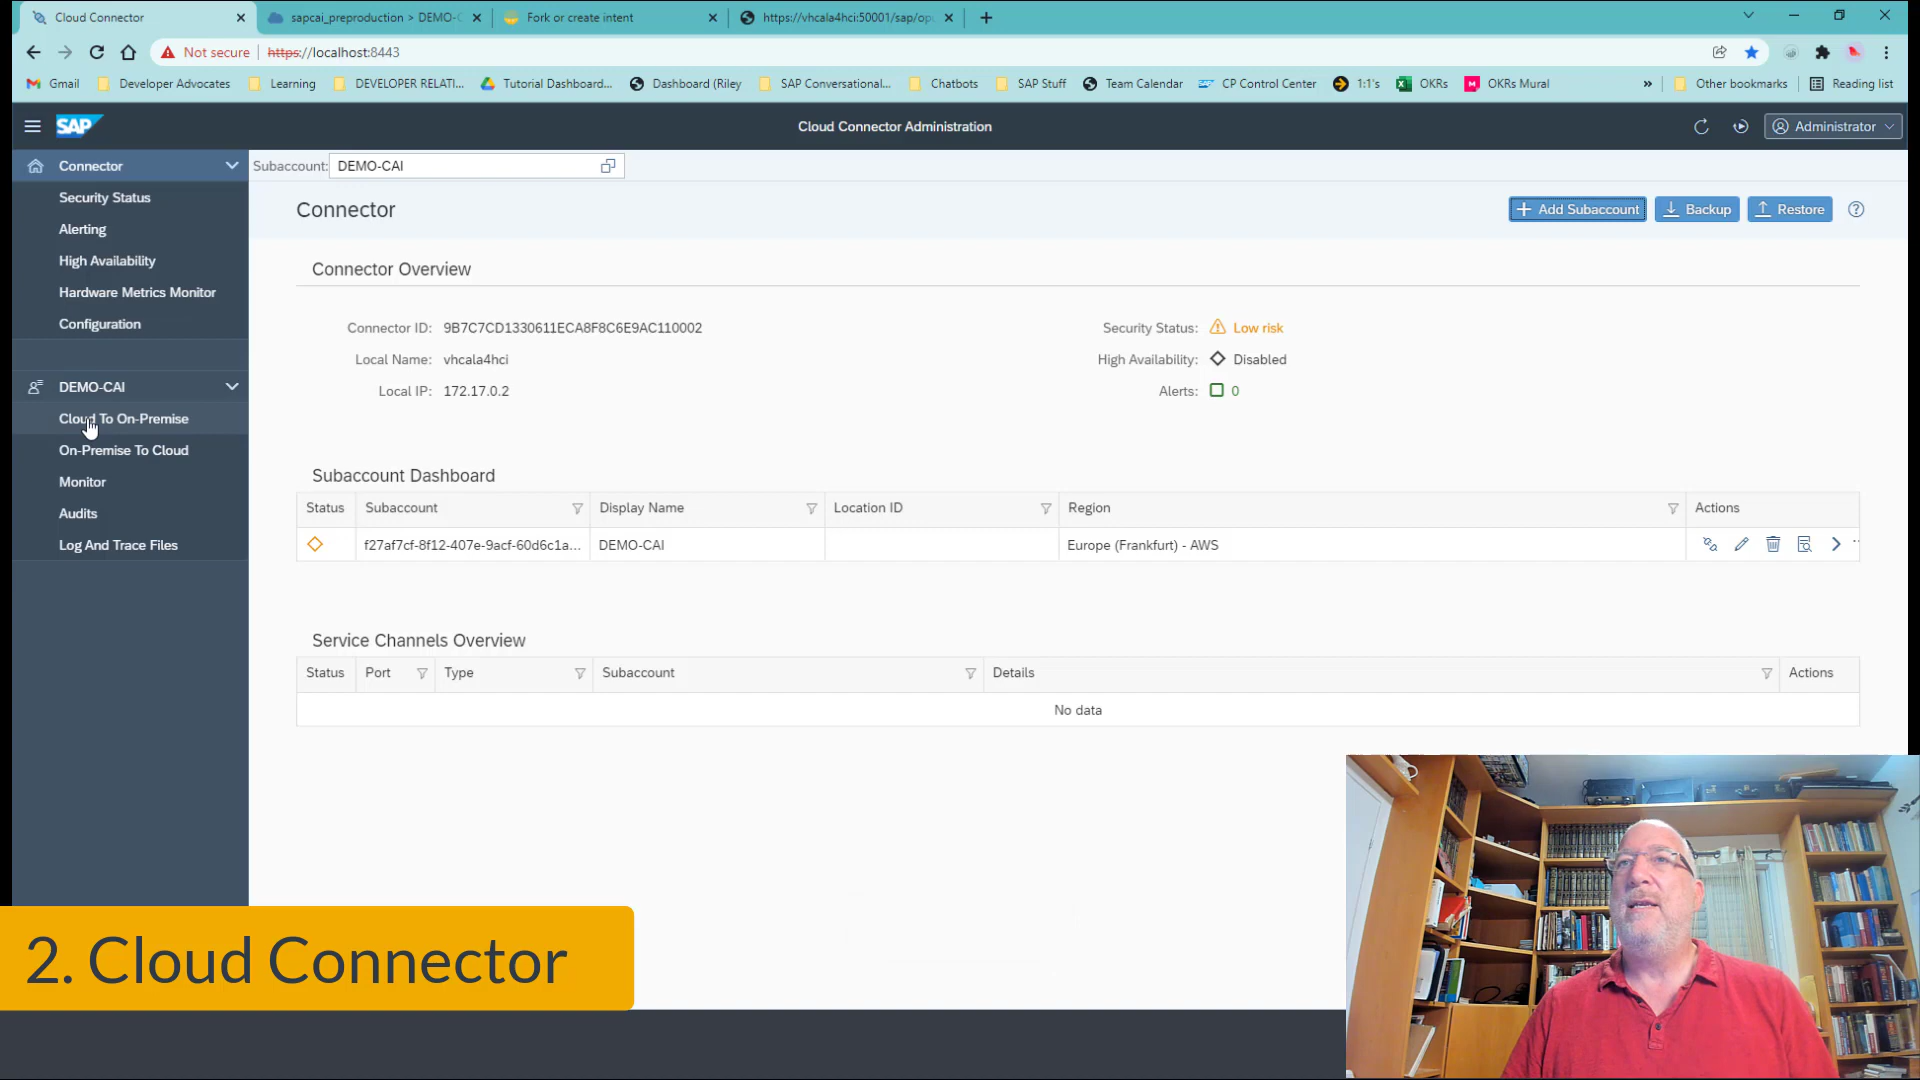 Cloud Connector
sapcai_preproduction > DEMO-C
Fork or create intent
https://vhcala4hci:50001/sap/op
Not secure
https://localhost:8443
Gmail
Developer Advocates
Learning
DEVELOPER RELATI...
Tutorial Dashboard...
Dashboard (Riley
SAP Conversational...
Chatbots
SAP Stuff
Team Calendar
CP Control Center
1:1's
OKRs
OKRs Mural
»
Other bookmarks
Reading list
SAP
Cloud Connector Administration
Administrator
Connector
Security Status
Alerting
High Availability
Hardware Metrics Monitor
Configuration
DEMO-CAI
Cloud To On-Premise
On-Premise To Cloud
Monitor
Audits
Log And Trace Files
Subaccount: DEMO-CAI
Connector
Add Subaccount
Backup
Restore
Connector Overview
Connector ID: 9B7C7CD1330611ECA8F8C6E9AC110002
Local Name: vhcala4hci
Local IP: 172.17.0.2
Security Status: Low risk
High Availability: Disabled
Alerts: 0
Subaccount Dashboard
Status Subaccount Display Name Location ID Region Actions
f27af7cf-8f12-407e-9acf-60d6c1a... DEMO-CAI Europe (Frankfurt) - AWS
Service Channels Overview
Status Port Type Subaccount Details Actions
No data
2. Cloud Connector